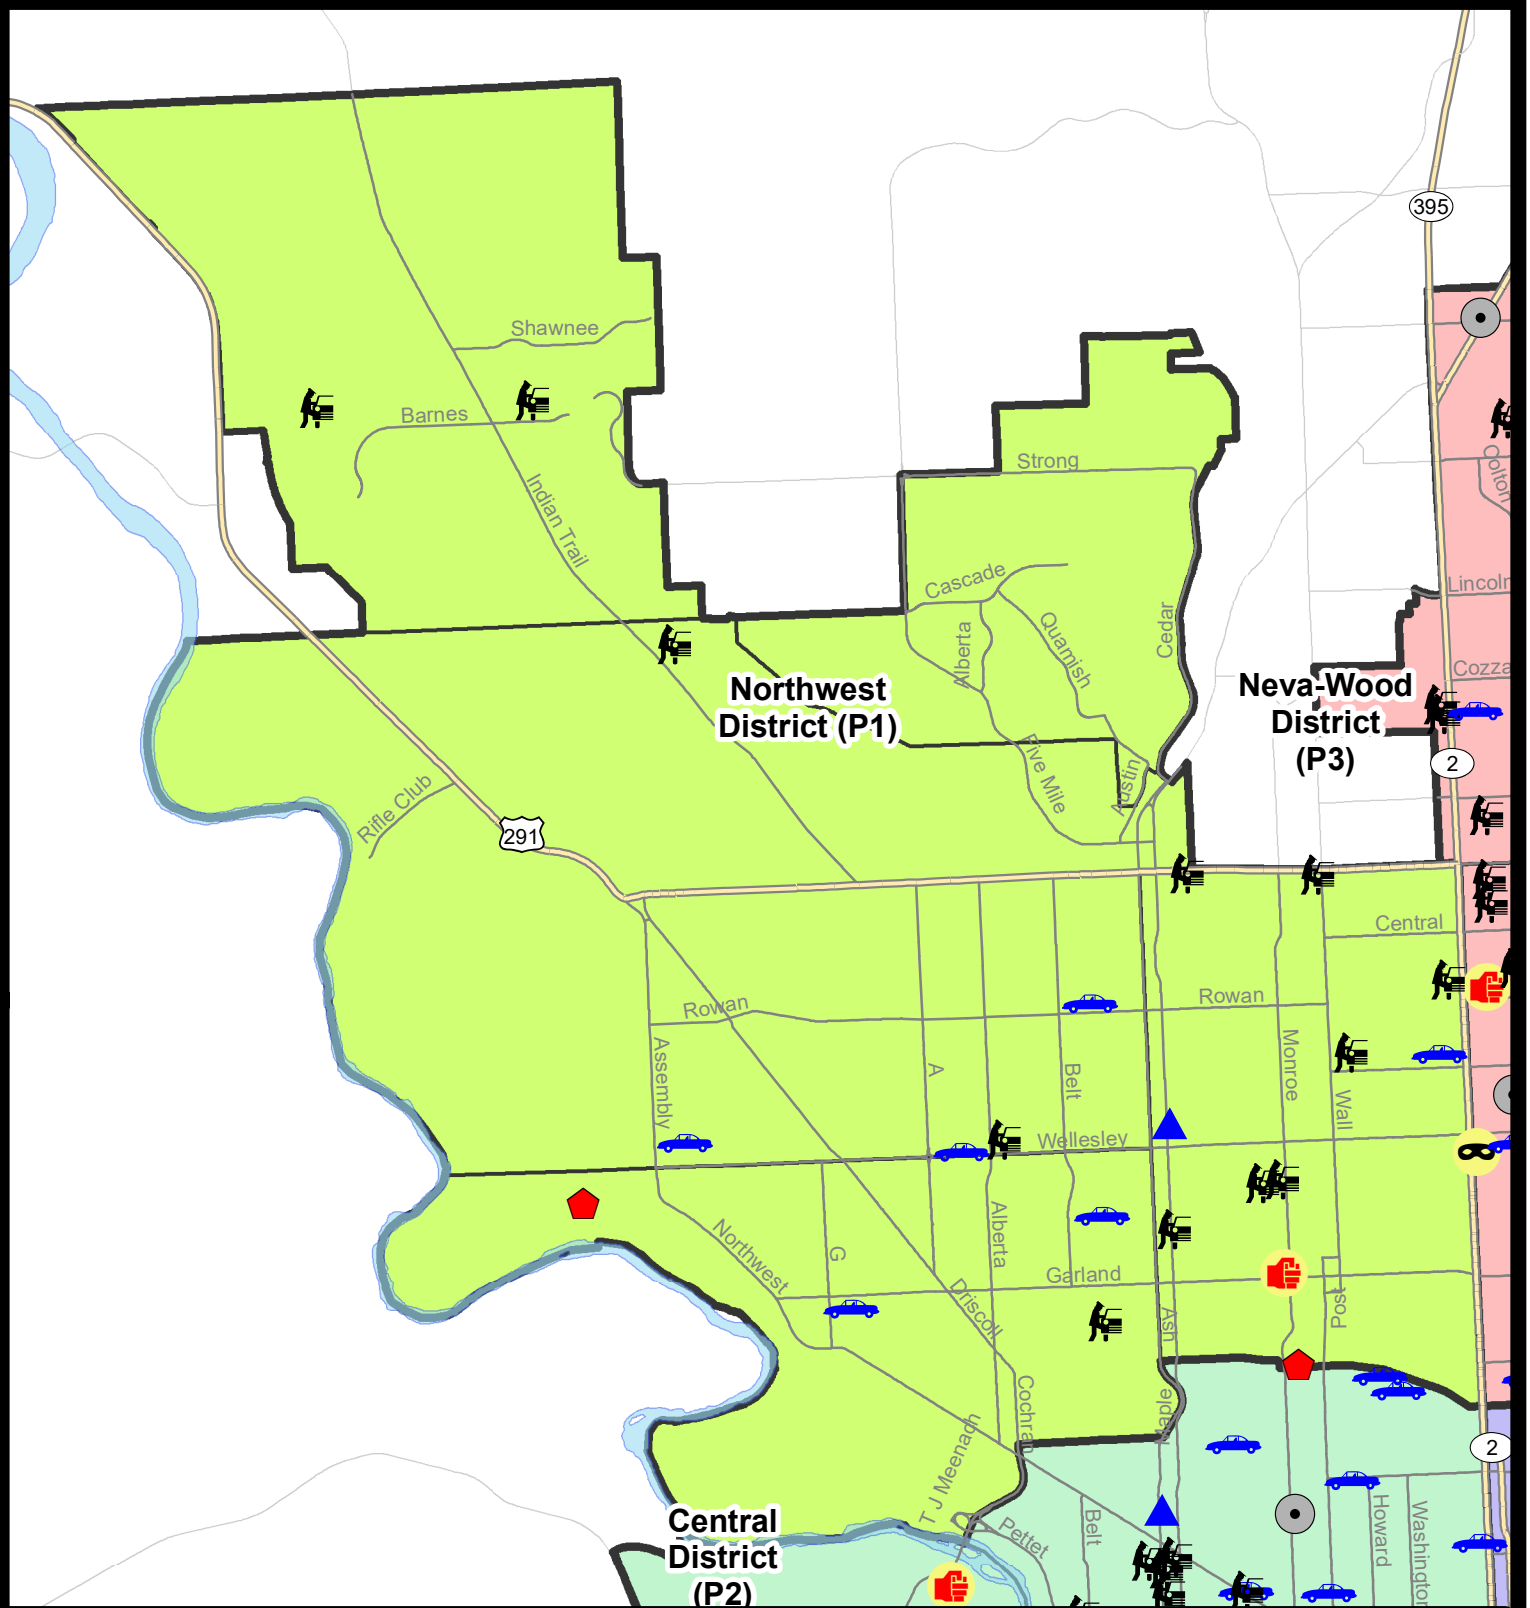 395
Shawnee
Barnes
Indian Trail
Strong
Colton
Cascade
Lincoln
Alberta
Quamish
Cedar
Cozza
Northwest
District (P1)
Neva-Wood
District
(P3)
2
Five Mile
Austin
Rifle Club
291
Central
Rowan
Rowan
Assembly
A
Belt
Monroe
Wall
Wellesley
Northwest
G
Alberta
Garland
Driscoll
Ash
Post
Cochran
Maple
T J Meenach
2
Pettet
Belt
Howard
Washington
Central
District
(P2)